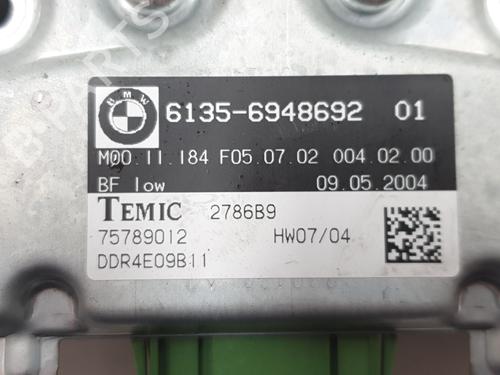 BMW
6135-6948692 01
M00.11.184 F05.07.02 004.02.00
BF low 09.05.2004
TEMIC 2786B9
75789012 HW07/04
DDR4E09B11